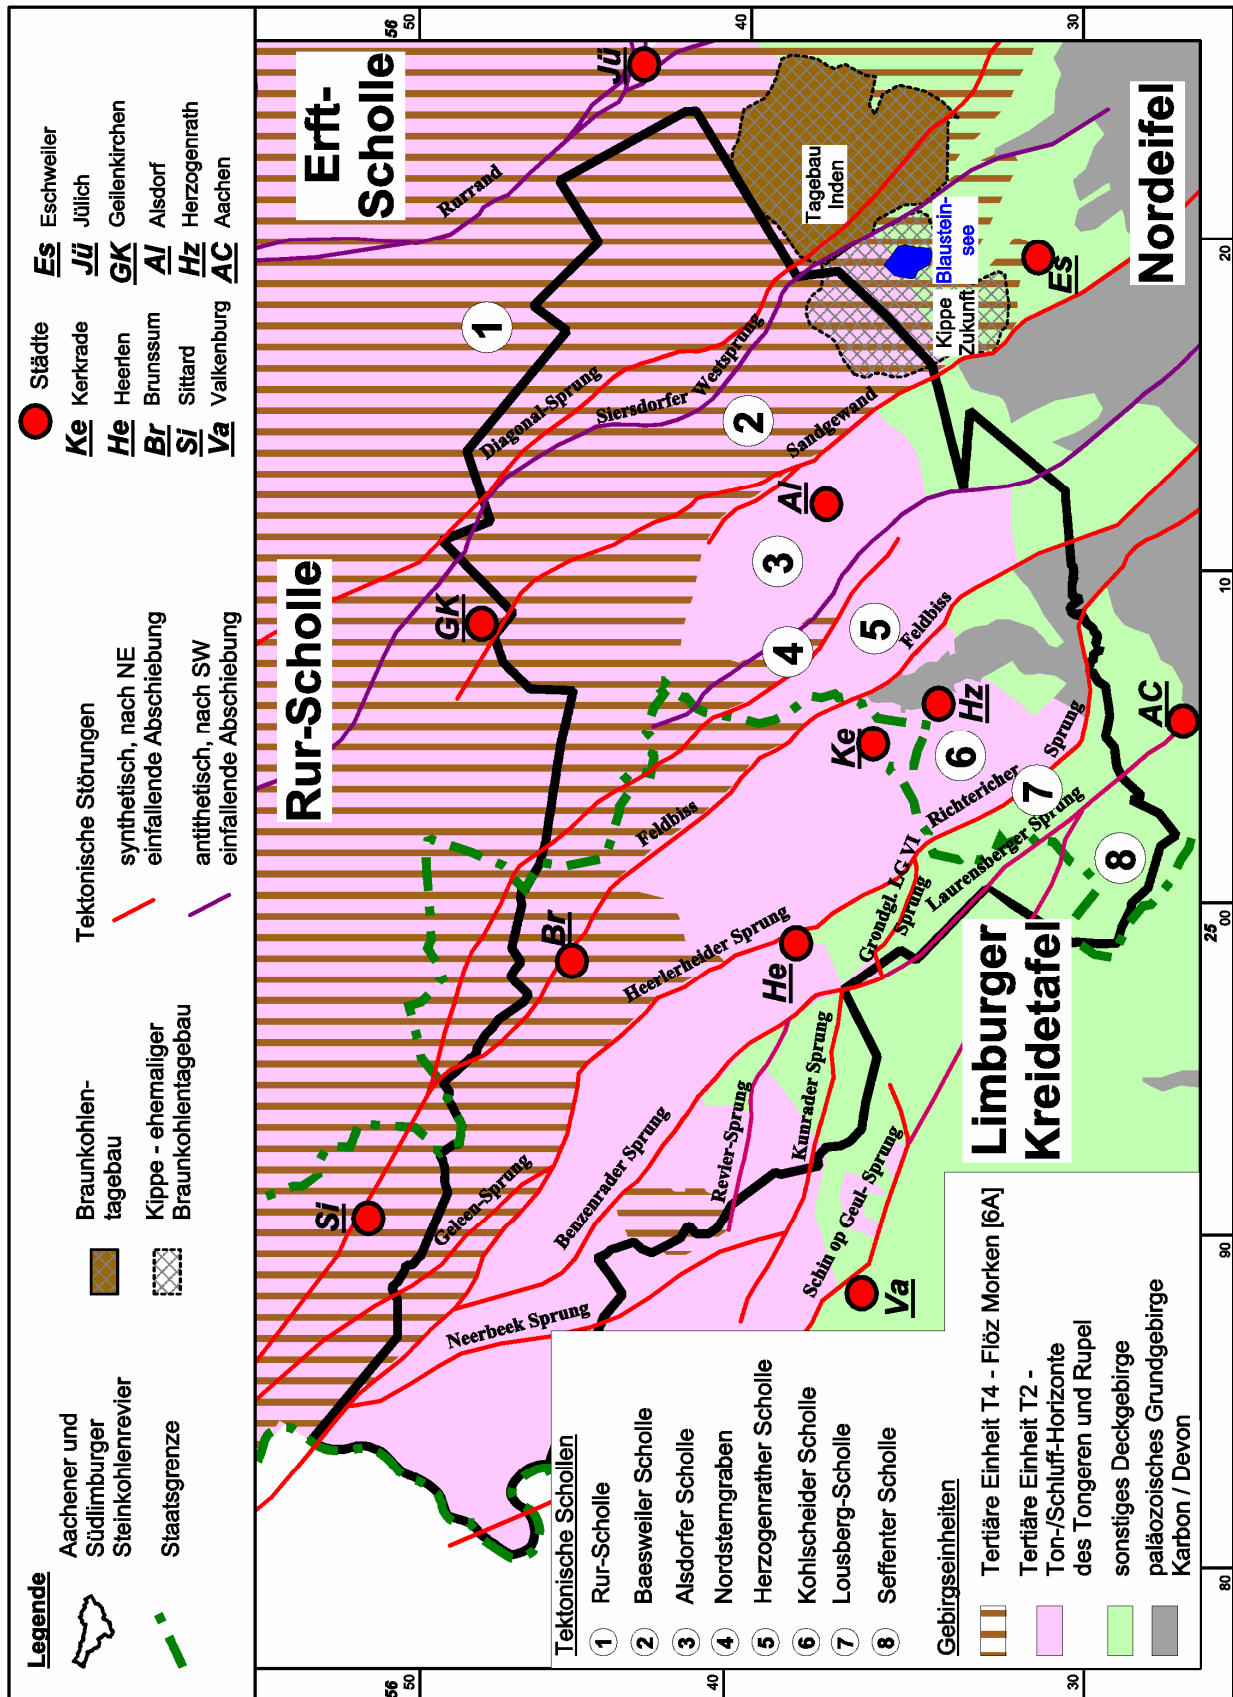 Legende
Aachener und
Südlimburger
Steinkohlenrevier
Staatsgrenze
Braunkohlen-
tagebau
Kippe - ehemaliger
Braunkohlentagebau
Tektonische Störungen
synthetisch, nach NE
einfallende Abschiebung
antithetisch, nach SW
einfallende Abschiebung
Städte
Ke Kerkrade
He Heerlen
Br Brunssum
Si Sittard
Va Valkenburg
Es Eschweiler
Jü Jülich
GK Geilenkirchen
Al Alsdorf
Hz Herzogenrath
AC Aachen
56 50
40
30
56 50
40
30
80
90
25 00
10
20
Rur-Scholle
Erft-
Scholle
Nordeifel
Limburger
Kreidetafel
Rurrand
Diagonal-Sprung
Siersdorfer Westsprung
Sandgewand
Feldbiss
Feldbiss
Heerlerheider Sprung
Geleen-Sprung
Benzenrader Sprung
Neerbeek Sprung
Revier-Sprung
Kunrader Sprung
Schin op Geul- Sprung
Grondgl. LG VI
Sprung
Richtericher Sprung
Laurensberger Sprung
Tagebau
Inden
Blaustein-
see
Kippe
Zukunft
Si
Br
GK
Jü
Al
Es
Ke
Hz
He
Va
AC
1
2
3
4
5
6
7
8
Tektonische Schollen
1 Rur-Scholle
2 Baesweiler Scholle
3 Alsdorfer Scholle
4 Nordsterngraben
5 Herzogenrather Scholle
6 Kohlscheider Scholle
7 Lousberg-Scholle
8 Seffenter Scholle
Gebirgseinheiten
Tertiäre Einheit T4 - Flöz Morken [6A]
Tertiäre Einheit T2 -
Ton-/Schluff-Horizonte
des Tongeren und Rupel
sonstiges Deckgebirge
paläozoisches Grundgebirge
Karbon / Devon